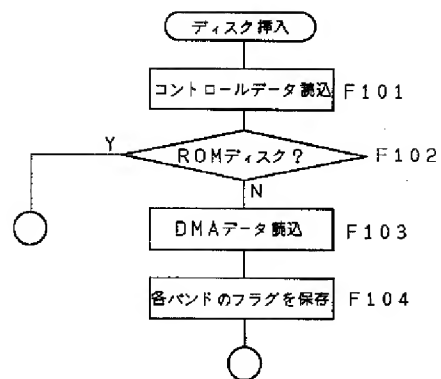 ディスク挿入
コントロールデータ読込 F101
Y ROMディスク? F102
N
DMAデータ読込 F103
各バンドのフラグを保存 F104